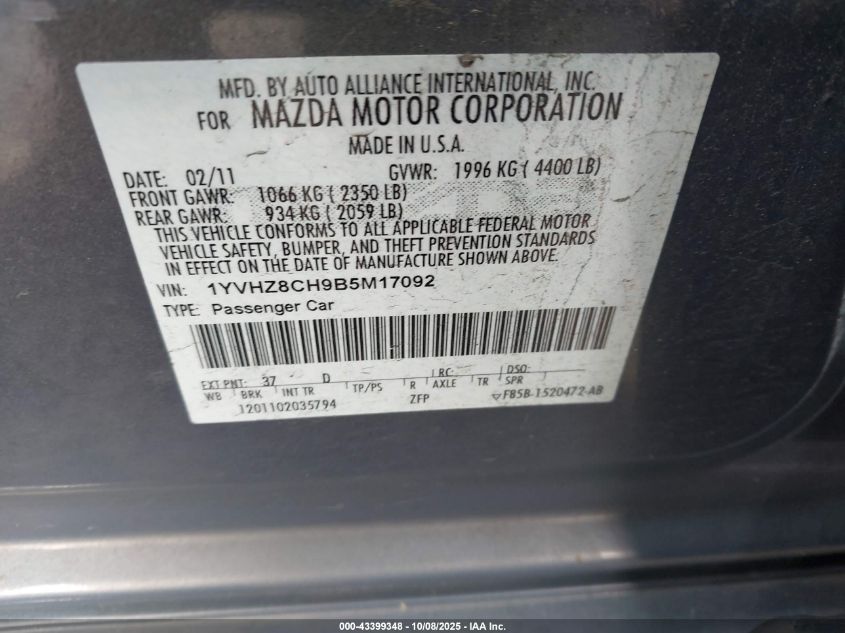 MFD. BY AUTO ALLIANCE INTERNATIONAL, INC.
FOR MAZDA MOTOR CORPORATION
MADE IN U.S.A.
DATE: 02/11 GVWR: 1996 KG ( 4400 LB)
FRONT GAWR: 1066 KG ( 2350 LB)
REAR GAWR: 934 KG ( 2059 LB)
THIS VEHICLE CONFORMS TO ALL APPLICABLE FEDERAL MOTOR
VEHICLE SAFETY, BUMPER, AND THEFT PREVENTION STANDARDS
IN EFFECT ON THE DATE OF MANUFACTURE SHOWN ABOVE.
VIN: 1YVHZ8CH9B5M17092
TYPE: Passenger Car
EXT PNT: 37 D RC: DSO:
WB BRK INT TR TP/PS R AXLE TR SPR
1201102035794 ZFP F85B-1520472-AB
000-43399348 - 10/08/2025 - IAA Inc.